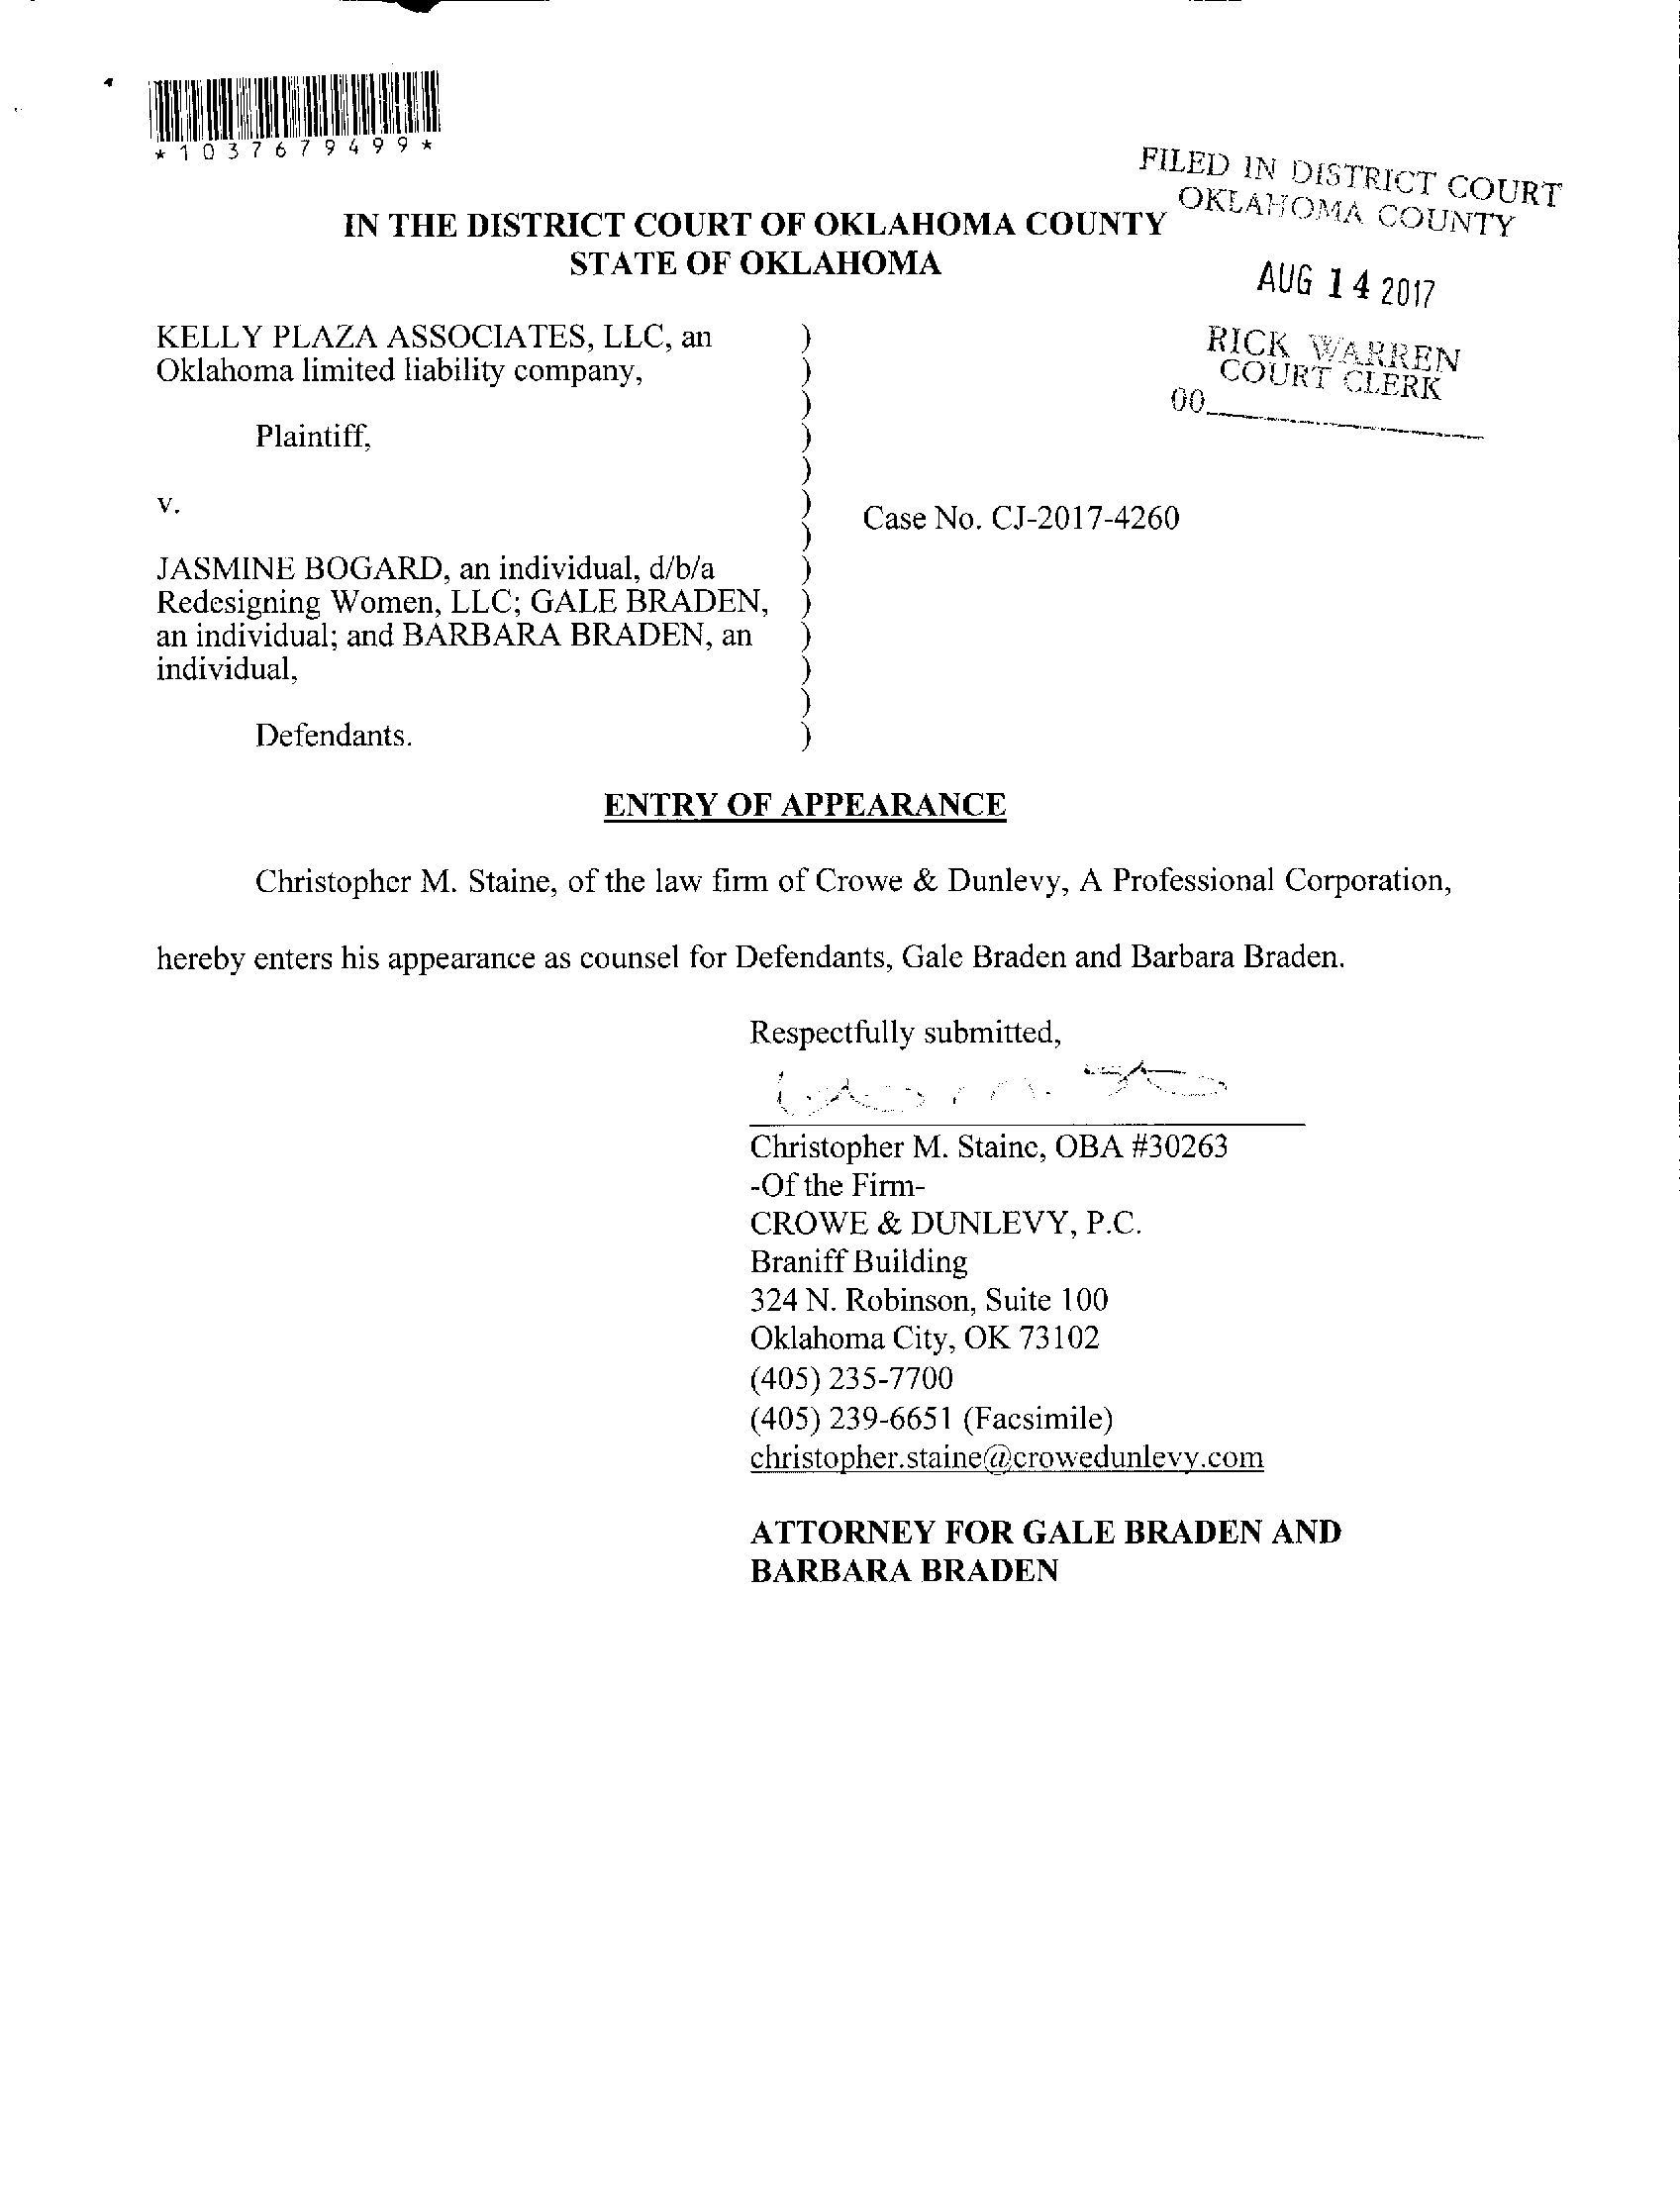 *1037679499*
FILED IN DISTRICT COURT
OKLAHOMA COUNTY
IN THE DISTRICT COURT OF OKLAHOMA COUNTY
STATE OF OKLAHOMA
AUG 14 2017
RICK WARREN
COURT CLERK
00
KELLY PLAZA ASSOCIATES, LLC, an )
Oklahoma limited liability company, )
)
Plaintiff, )
)
v. )
Case No. CJ-2017-4260
)
JASMINE BOGARD, an individual, d/b/a )
Redesigning Women, LLC; GALE BRADEN, )
an individual; and BARBARA BRADEN, an )
individual, )
)
Defendants. )
ENTRY OF APPEARANCE
Christopher M. Staine, of the law firm of Crowe & Dunlevy, A Professional Corporation,
hereby enters his appearance as counsel for Defendants, Gale Braden and Barbara Braden.
Respectfully submitted,
Christopher M. Staine, OBA #30263
-Of the Firm-
CROWE & DUNLEVY, P.C.
Braniff Building
324 N. Robinson, Suite 100
Oklahoma City, OK 73102
(405) 235-7700
(405) 239-6651 (Facsimile)
christopher.staine@crowedunlevy.com
ATTORNEY FOR GALE BRADEN AND
BARBARA BRADEN